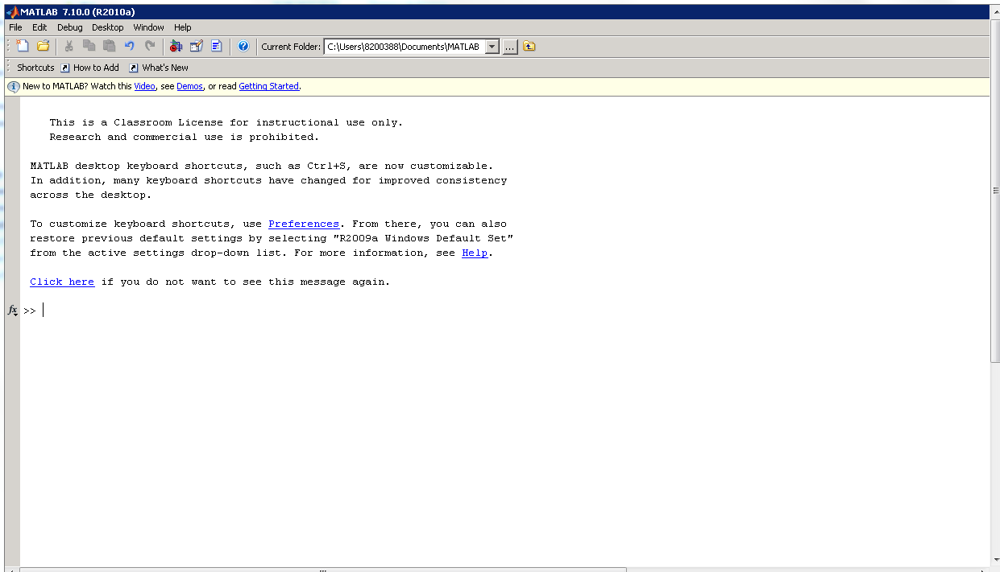 MATLAB 7.10.0 (R2010a)
File Edit Debug Desktop Window Help
Current Folder: C:\Users\8200388\Documents\MATLAB ...
Shortcuts How to Add What's New
New to MATLAB? Watch this Video, see Demos, or read Getting Started.
This is a Classroom License for instructional use only.
Research and commercial use is prohibited.
MATLAB desktop keyboard shortcuts, such as Ctrl+S, are now customizable.
In addition, many keyboard shortcuts have changed for improved consistency
across the desktop.
To customize keyboard shortcuts, use Preferences. From there, you can also
restore previous default settings by selecting "R2009a Windows Default Set"
from the active settings drop-down list. For more information, see Help.
Click here if you do not want to see this message again.
fx >>